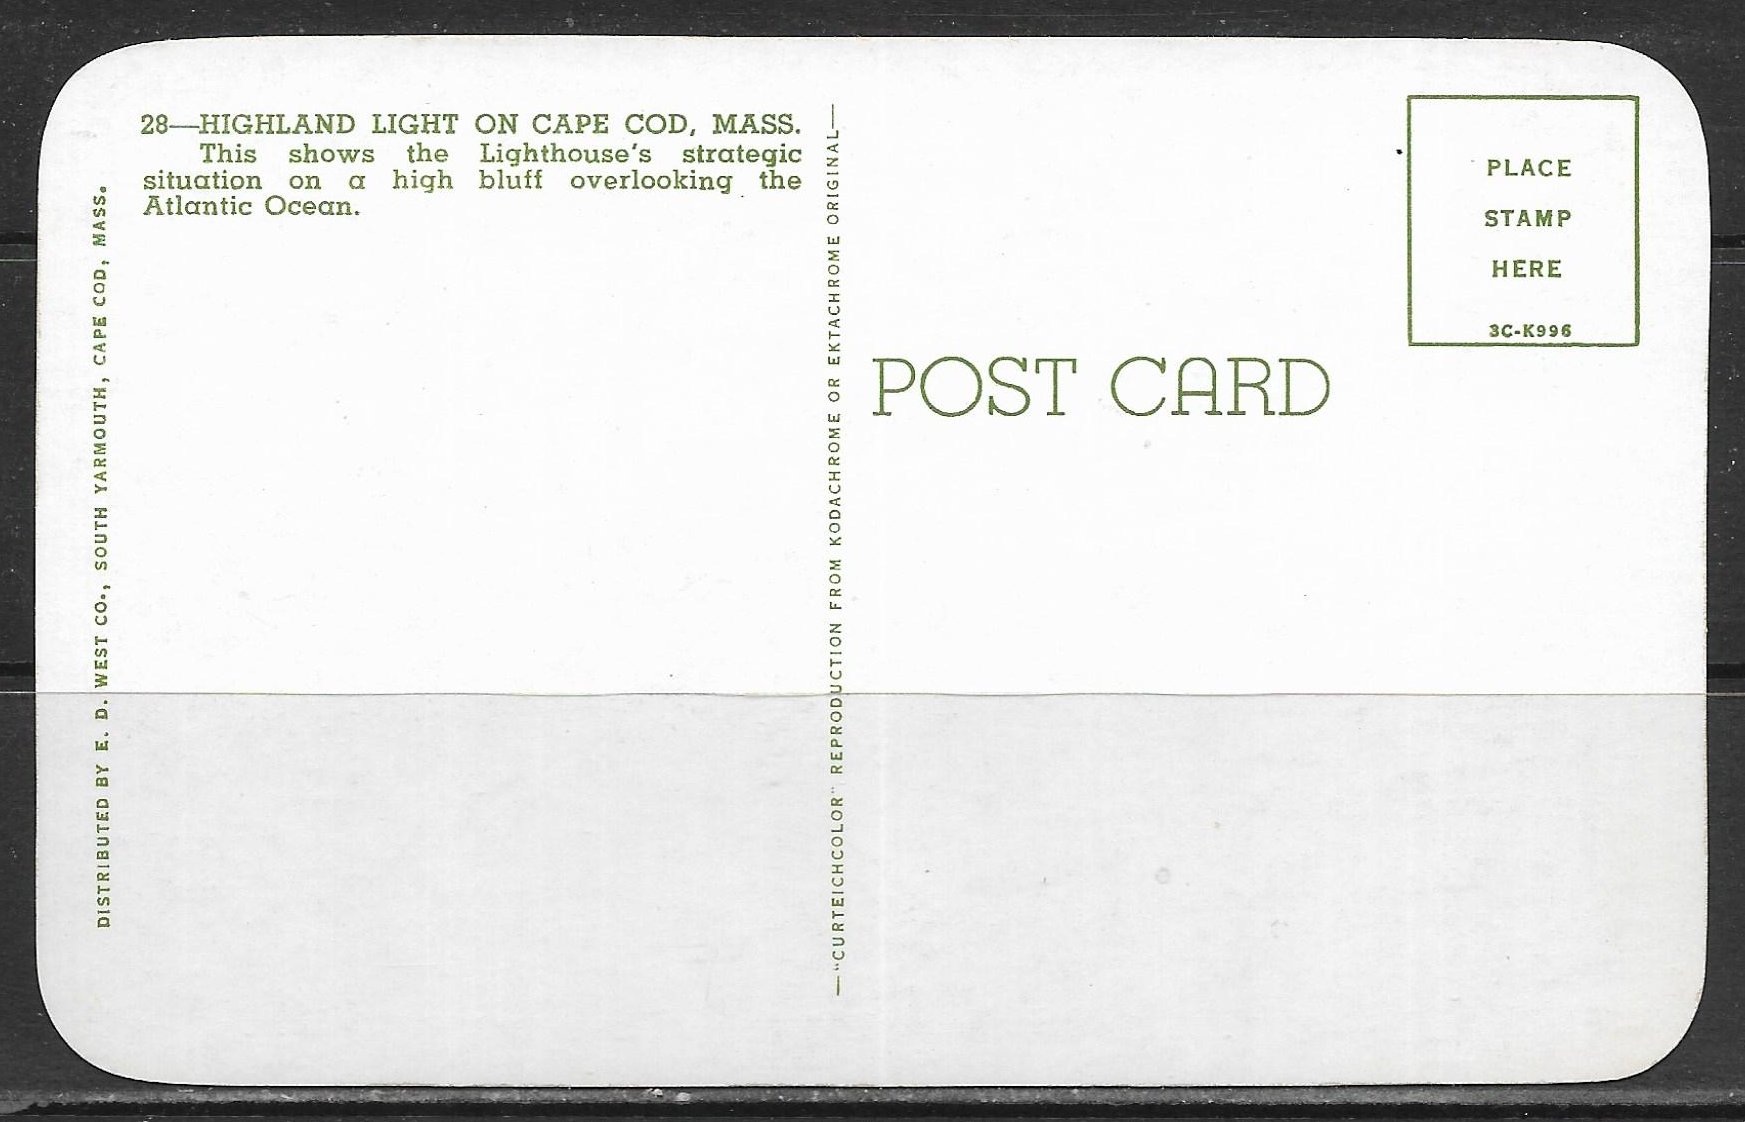 28—HIGHLAND LIGHT ON CAPE COD, MASS.
This shows the Lighthouse's strategic
situation on a high bluff overlooking the
Atlantic Ocean.
DISTRIBUTED BY E. D. WEST CO., SOUTH YARMOUTH, CAPE COD, MASS.
—"CURTEICHCOLOR" REPRODUCTION FROM KODACHROME OR EKTACHROME ORIGINAL—
POST CARD
PLACE
STAMP
HERE
3C-K996